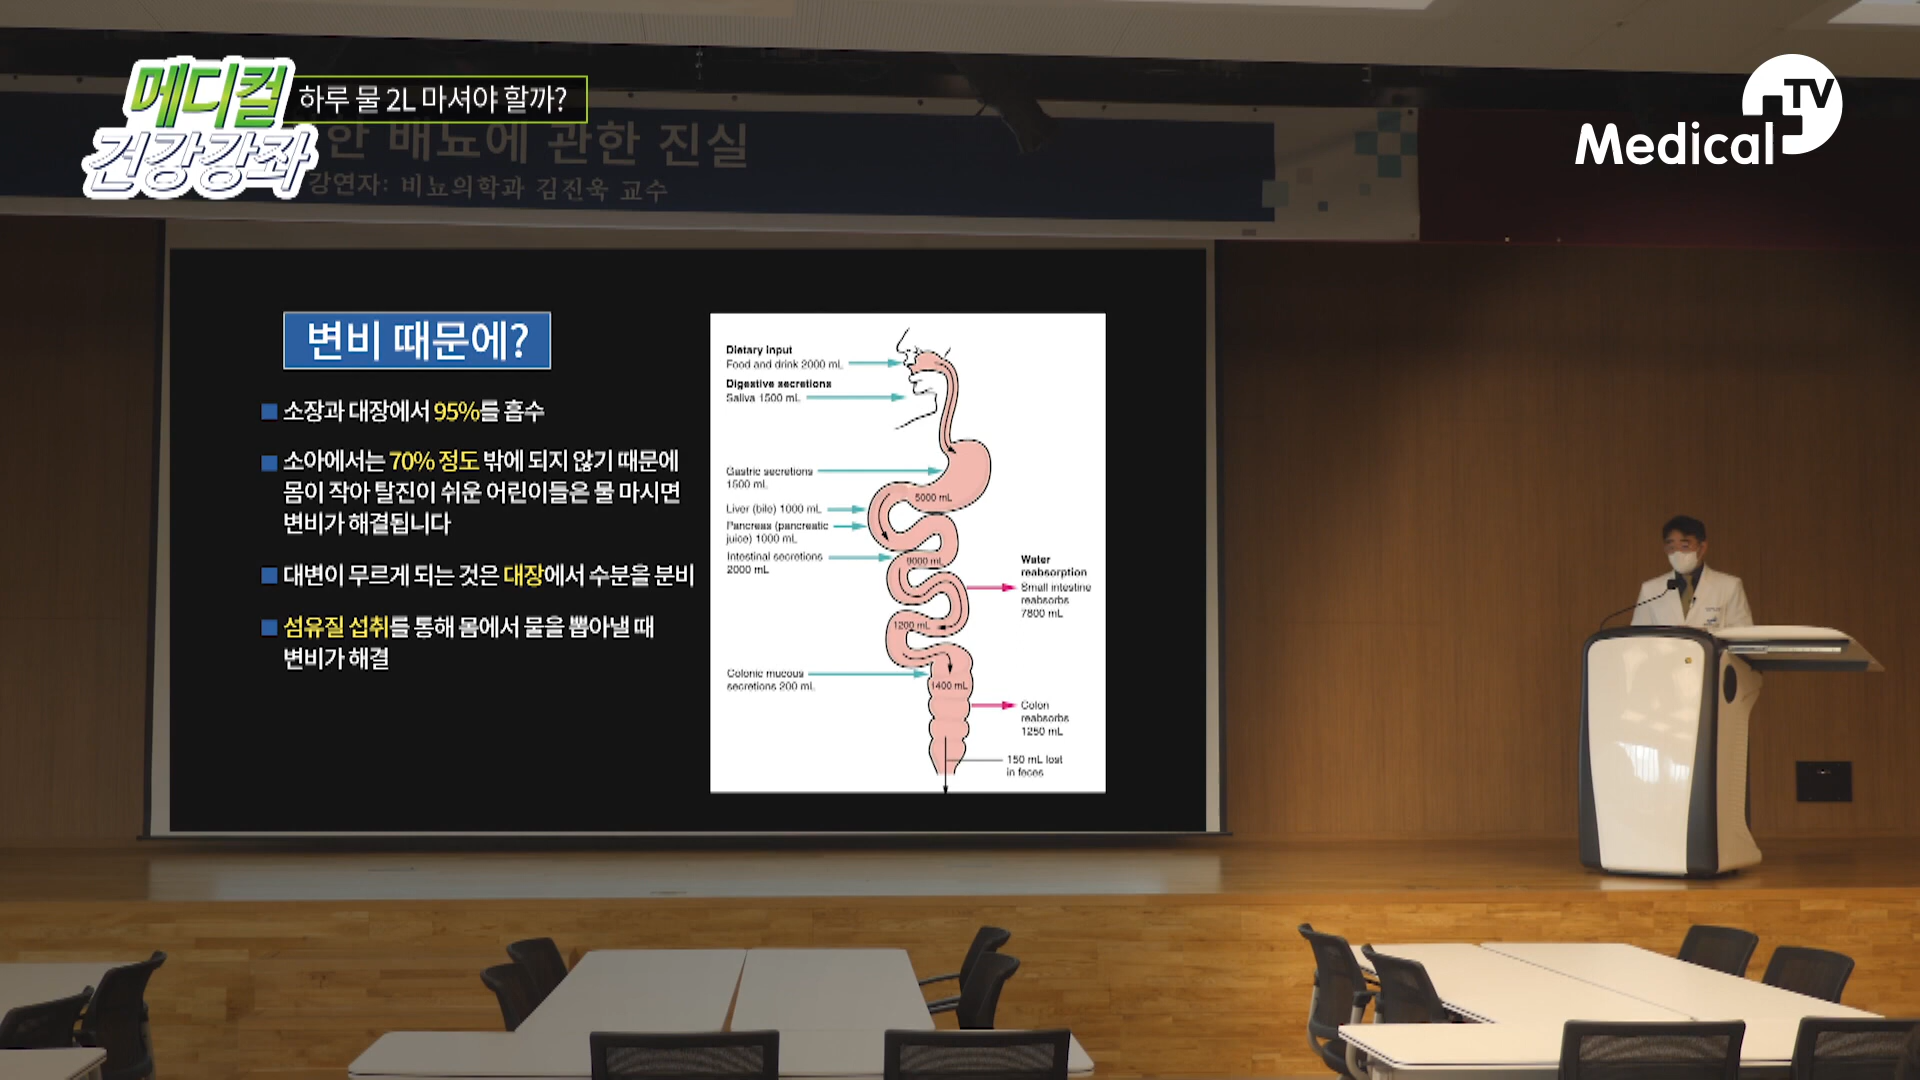 메디컬
건강강좌
하루 물 2L 마셔야 할까?
Medical TV
안 배뇨에 관한 진실
강연자: 비뇨의학과 김진욱 교수
변비 때문에?
소장과 대장에서 95%를 흡수
소아에서는 70% 정도 밖에 되지 않기 때문에
몸이 작아 탈진이 쉬운 어린이들은 물 마시면
변비가 해결됩니다
대변이 무르게 되는 것은 대장에서 수분을 분비
섬유질 섭취를 통해 몸에서 물을 뽑아낼 때
변비가 해결
Dietary input
Food and drink 2000 mL
Digestive secretions
Saliva 1500 mL
Gastric secretions
1500 mL
5000 mL
Liver (bile) 1000 mL
Pancreas (pancreatic
juice) 1000 mL
Intestinal secretions
2000 mL
9000 mL
Water
reabsorption
Small intestine
reabsorbs
7800 mL
1200 mL
Colonic mucous
secretions 200 mL
1400 mL
Colon
reabsorbs
1250 mL
150 mL lost
in feces